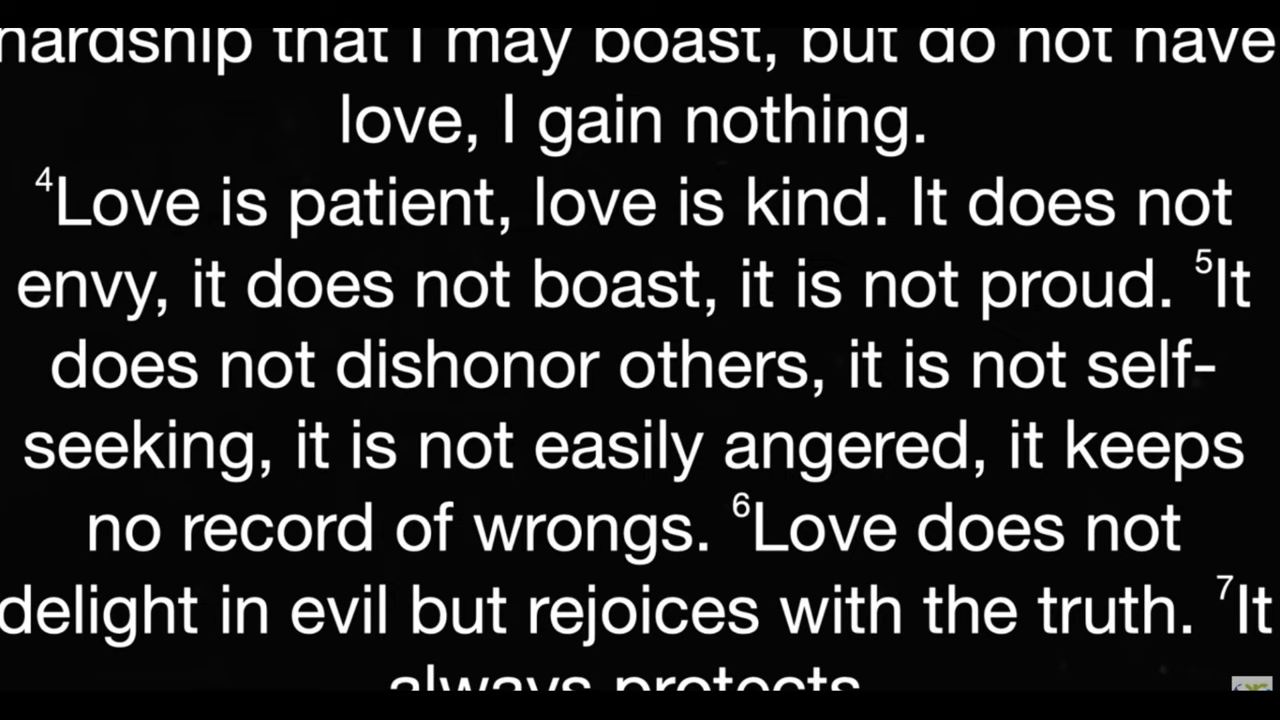 hardship that I may boast, but do not have
love, I gain nothing.
⁴Love is patient, love is kind. It does not
envy, it does not boast, it is not proud. ⁵It
does not dishonor others, it is not self-
seeking, it is not easily angered, it keeps
no record of wrongs. ⁶Love does not
delight in evil but rejoices with the truth. ⁷It
always protects